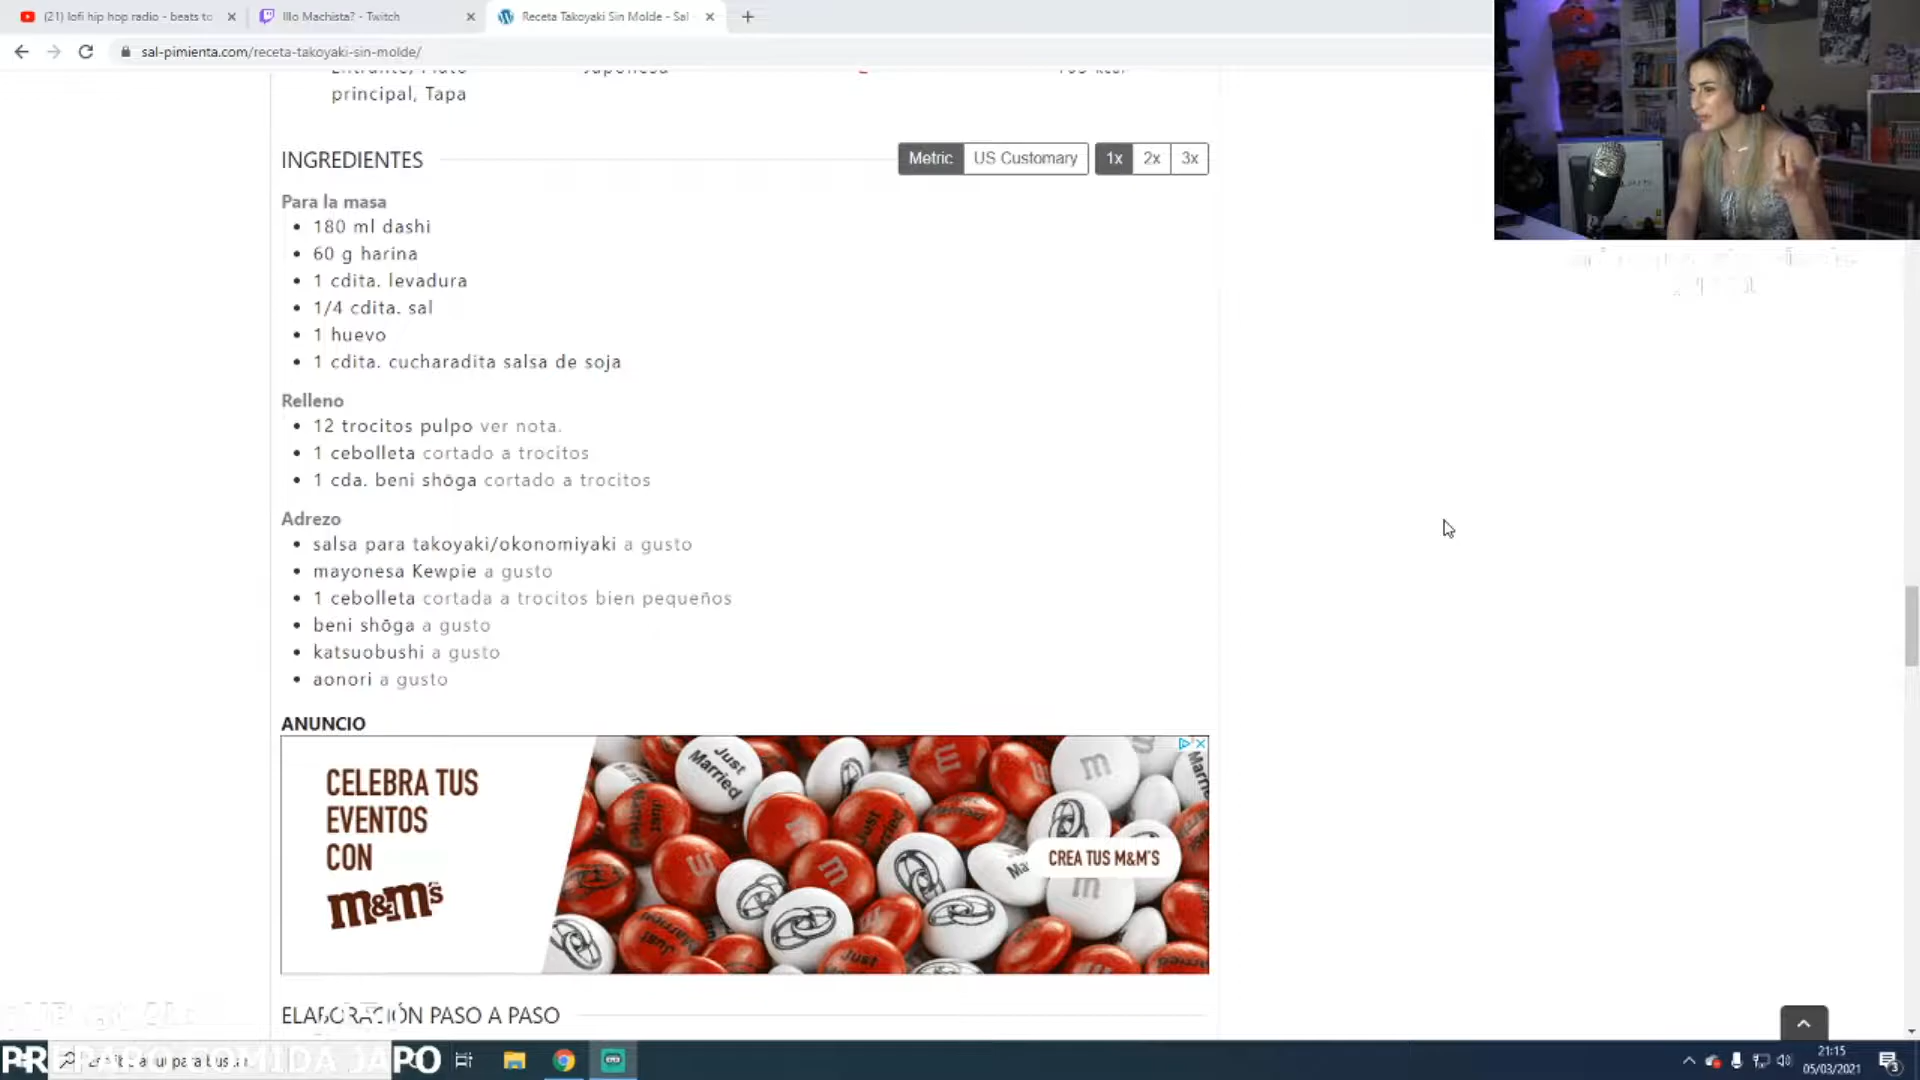 (21) lofi hip hop radio - beats to
Illo Machista? - Twitch
Receta Takoyaki Sin Molde - Sal
sal-pimienta.com/receta-takoyaki-sin-molde/
principal, Tapa
INGREDIENTES
Metric
US Customary
1x
2x
3x
Para la masa
180 ml dashi
60 g harina
1 cdita. levadura
1/4 cdita. sal
1 huevo
1 cdita. cucharadita salsa de soja
Relleno
12 trocitos pulpo ver nota.
1 cebolleta cortado a trocitos
1 cda. beni shōga cortado a trocitos
Adrezo
salsa para takoyaki/okonomiyaki a gusto
mayonesa Kewpie a gusto
1 cebolleta cortada a trocitos bien pequeños
beni shōga a gusto
katsuobushi a gusto
aonori a gusto
ANUNCIO
CELEBRA TUS
EVENTOS
CON
m&m's
Just
Married
CREA TUS M&M'S
ELABORACIÓN PASO A PASO
PREPARO COMIDA JAPO
21:15
05/03/2021
3